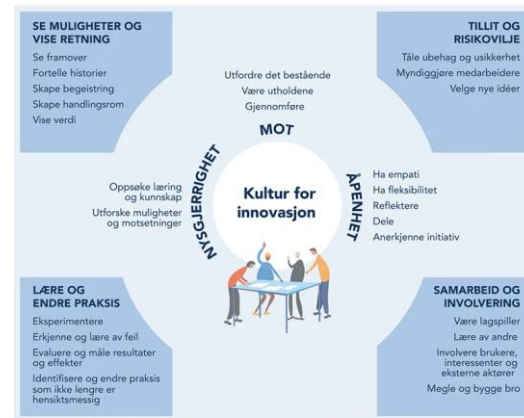 SE MULIGHETER OG
VISE RETNING
Se framover
Fortelle historier
Skape begeistring
Skape handlingsrom
Vise verdi
TILLIT OG
RISIKOVILJE
Tåle ubehag og usikkerhet
Myndiggjøre medarbeidere
Velge nye idéer
Utfordre det bestående
Være utholdene
Gjennomføre
MOT
NYSGJERRIGHET
Oppsøke læring
og kunnskap
Utforske muligheter
og motsetninger
Kultur for
innovasjon
ÅPENHET
Ha empati
Ha fleksibilitet
Reflektere
Dele
Anerkjenne initiativ
LÆRE OG
ENDRE PRAKSIS
Eksperimentere
Erkjenne og lære av feil
Evaluere og måle resultater
og effekter
Identifisere og endre praksis
som ikke lengre er
hensiktsmessig
SAMARBEID OG
INVOLVERING
Være lagspiller
Lære av andre
Involvere brukere,
interessenter og
eksterne aktører
Megle og bygge bro